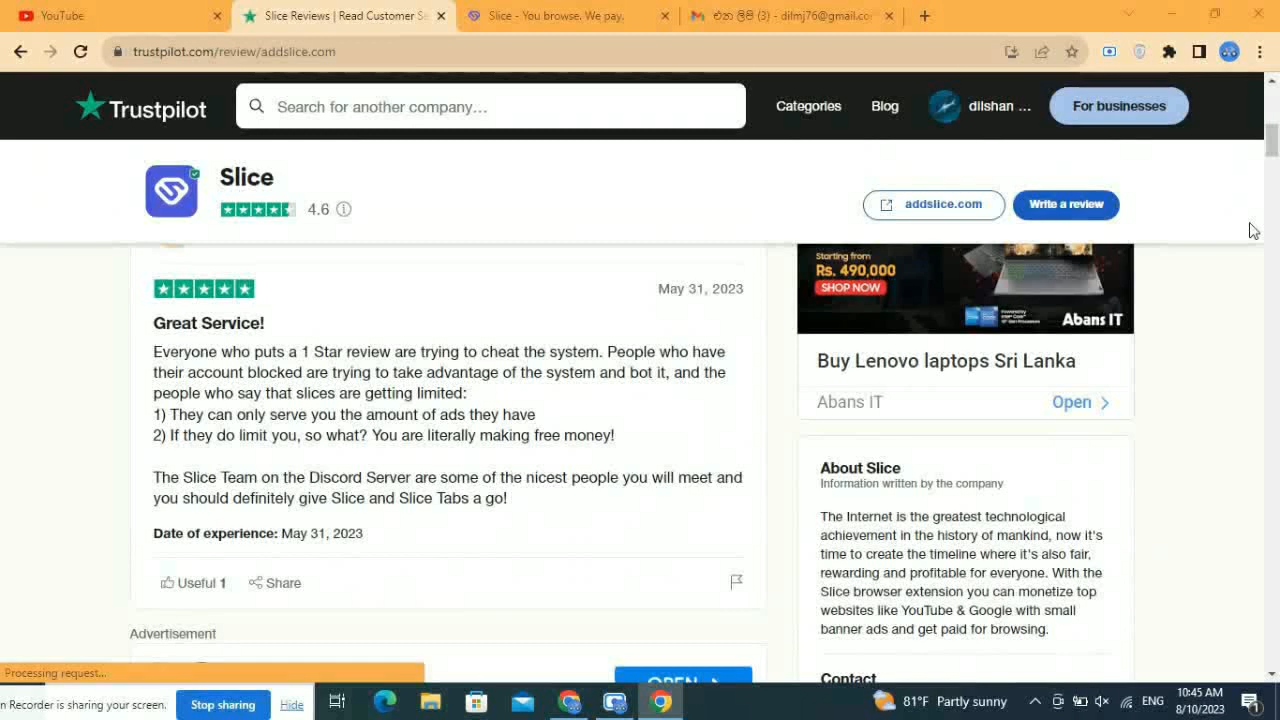 YouTube
Slice Reviews | Read Customer Se
Slice - You browse. We pay.
එන ලිපි (3) - dilmj76@gmail.co
trustpilot.com/review/addslice.com
Trustpilot
Search for another company...
Categories
Blog
dilshan ...
For businesses
Slice
4.6
addslice.com
Write a review
May 31, 2023
Great Service!
Everyone who puts a 1 Star review are trying to cheat the system. People who have
their account blocked are trying to take advantage of the system and bot it, and the
people who say that slices are getting limited:
1) They can only serve you the amount of ads they have
2) If they do limit you, so what? You are literally making free money!
The Slice Team on the Discord Server are some of the nicest people you will meet and
you should definitely give Slice and Slice Tabs a go!
Date of experience: May 31, 2023
Useful 1
Share
Advertisement
OPEN
Starting from
Rs. 490,000
SHOP NOW
Abans IT
Buy Lenovo laptops Sri Lanka
Abans IT
Open
About Slice
Information written by the company
The Internet is the greatest technological
achievement in the history of mankind, now it's
time to create the timeline where it's also fair,
rewarding and profitable for everyone. With the
Slice browser extension you can monetize top
websites like YouTube & Google with small
banner ads and get paid for browsing.
Contact
Processing request...
n Recorder is sharing your screen.
Stop sharing
Hide
81°F Partly sunny
ENG
10:45 AM
8/10/2023
1